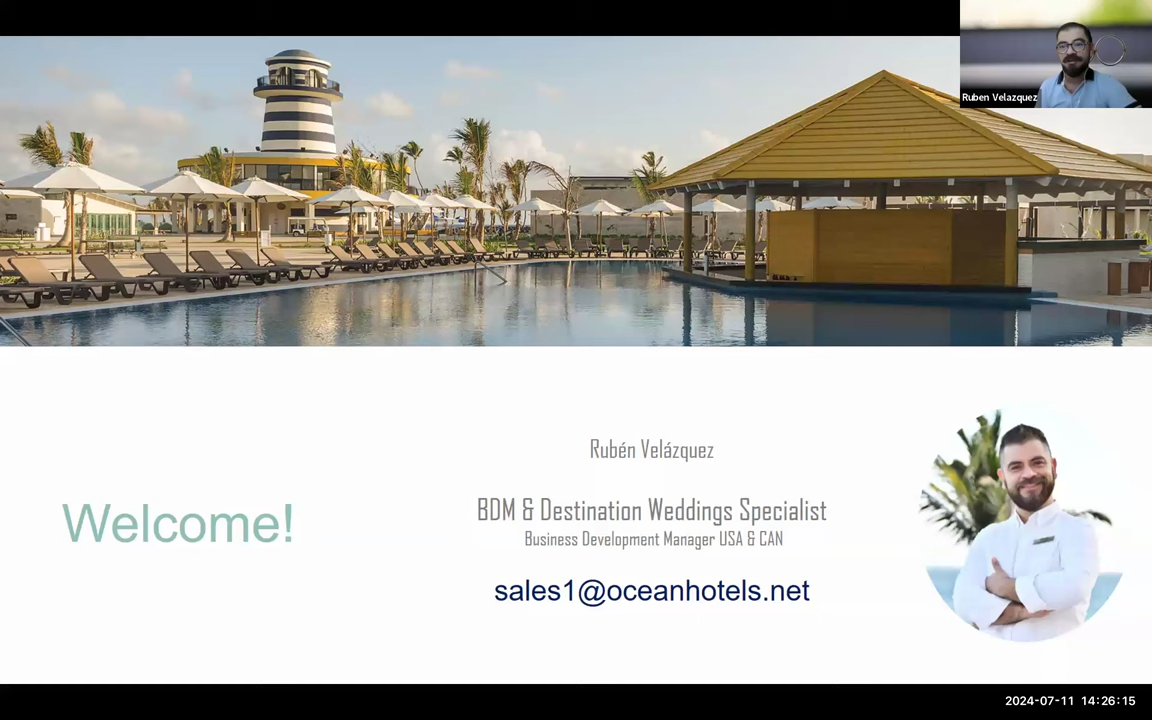 Ruben Velazquez
Rubén Velázquez
Welcome!
BDM & Destination Weddings Specialist
Business Development Manager USA & CAN
sales1@oceanhotels.net
2024-07-11 14:26:15